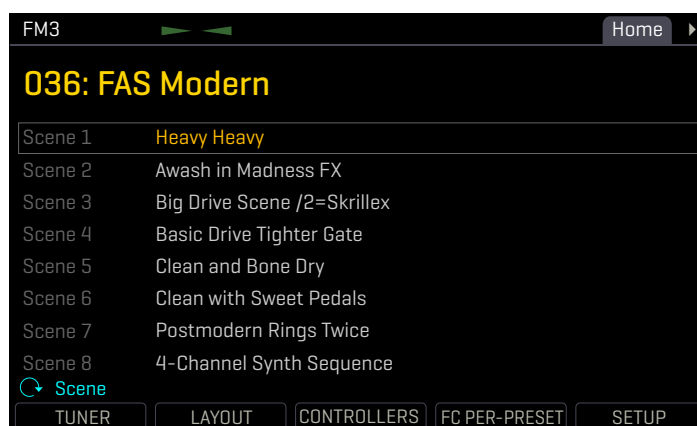 FM3 Home
036: FAS Modern
Scene 1 Heavy Heavy
Scene 2 Awash in Madness FX
Scene 3 Big Drive Scene /2=Skrillex
Scene 4 Basic Drive Tighter Gate
Scene 5 Clean and Bone Dry
Scene 6 Clean with Sweet Pedals
Scene 7 Postmodern Rings Twice
Scene 8 4-Channel Synth Sequence
Scene
TUNER LAYOUT CONTROLLERS FC PER-PRESET SETUP